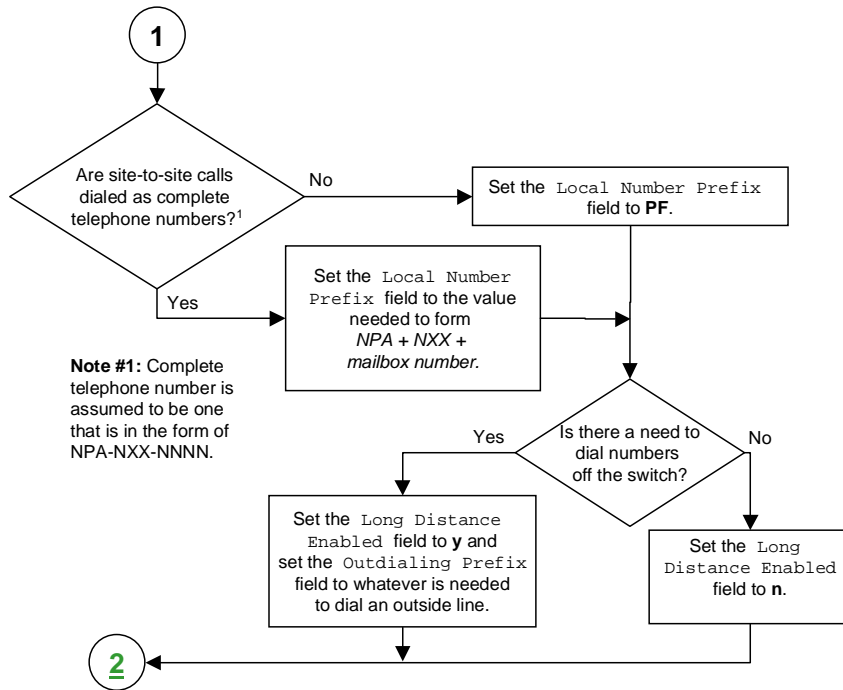 1
Are site-to-site calls
dialed as complete
telephone numbers?1
No
Set the Local Number Prefix
field to PF.
Yes
Set the Local Number
Prefix field to the value
needed to form
NPA + NXX +
mailbox number.
Note #1: Complete
telephone number is
assumed to be one
that is in the form of
NPA-NXX-NNNN.
Is there a need to
dial numbers
off the switch?
Yes
No
Set the Long Distance
Enabled field to y and
set the Outdialing Prefix
field to whatever is needed
to dial an outside line.
Set the Long
Distance Enabled
field to n.
2